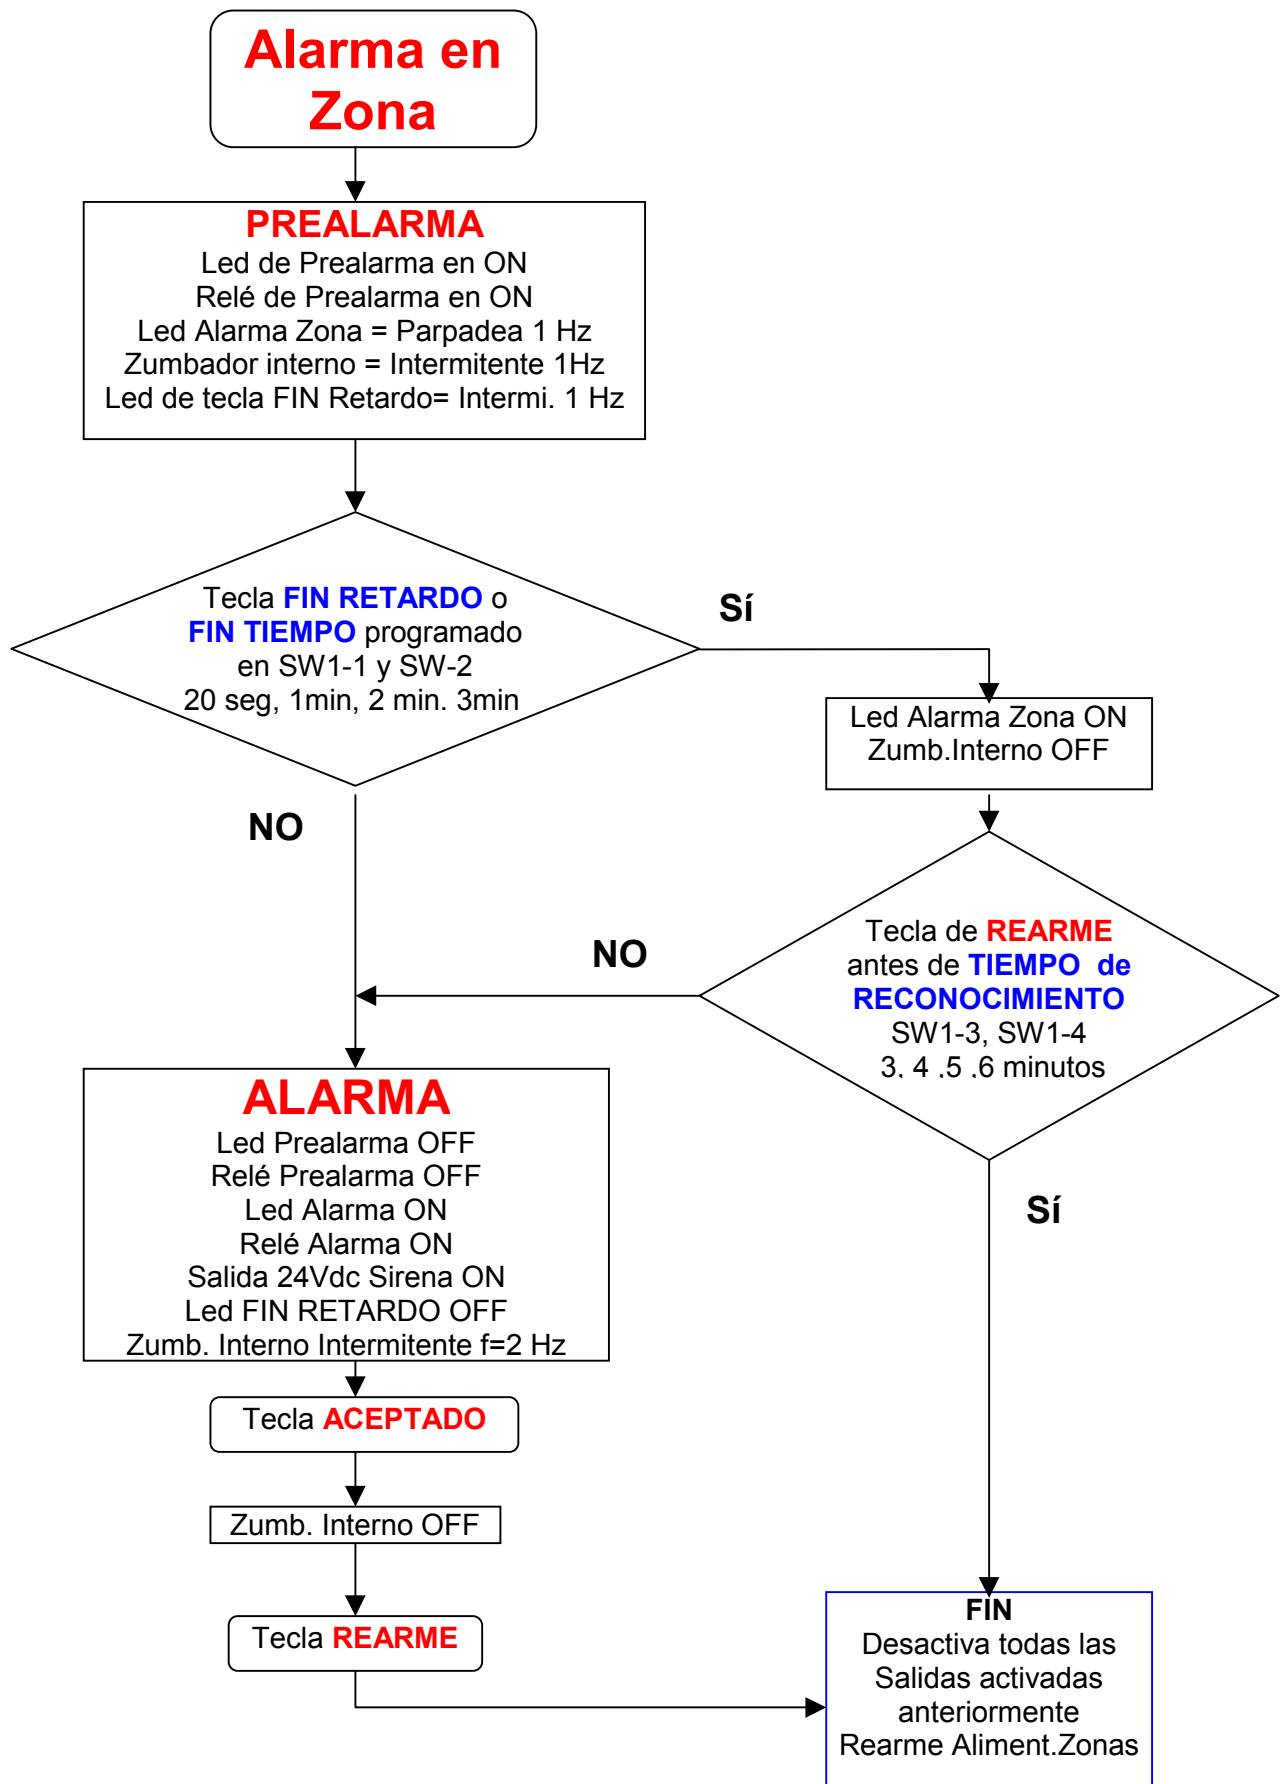 Alarma en
Zona
PREALARMA
Led de Prealarma en ON
Relé de Prealarma en ON
Led Alarma Zona = Parpadea 1 Hz
Zumbador interno = Intermitente 1Hz
Led de tecla FIN Retardo= Intermi. 1 Hz
Tecla FIN RETARDO o
FIN TIEMPO programado
en SW1-1 y SW-2
20 seg, 1min, 2 min. 3min
Sí
Led Alarma Zona ON
Zumb.Interno OFF
NO
Tecla de REARME
antes de TIEMPO de
RECONOCIMIENTO
SW1-3, SW1-4
3, 4 ,5 ,6 minutos
NO
ALARMA
Led Prealarma OFF
Relé Prealarma OFF
Led Alarma ON
Relé Alarma ON
Salida 24Vdc Sirena ON
Led FIN RETARDO OFF
Zumb. Interno Intermitente f=2 Hz
Sí
Tecla ACEPTADO
Zumb. Interno OFF
Tecla REARME
FIN
Desactiva todas las
Salidas activadas
anteriormente
Rearme Aliment.Zonas